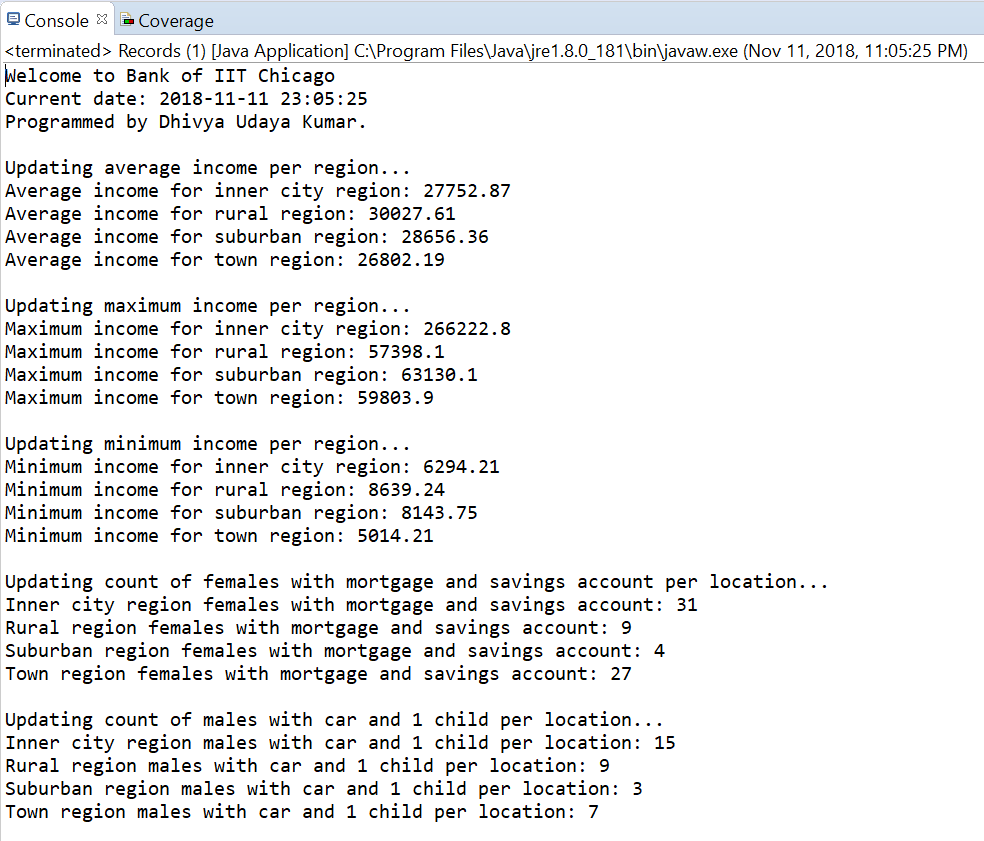 Console Coverage
<terminated> Records (1) [Java Application] C:\Program Files\Java\jre1.8.0_181\bin\javaw.exe (Nov 11, 2018, 11:05:25 PM)
Welcome to Bank of IIT Chicago
Current date: 2018-11-11 23:05:25
Programmed by Dhivya Udaya Kumar.
Updating average income per region...
Average income for inner city region: 27752.87
Average income for rural region: 30027.61
Average income for suburban region: 28656.36
Average income for town region: 26802.19
Updating maximum income per region...
Maximum income for inner city region: 266222.8
Maximum income for rural region: 57398.1
Maximum income for suburban region: 63130.1
Maximum income for town region: 59803.9
Updating minimum income per region...
Minimum income for inner city region: 6294.21
Minimum income for rural region: 8639.24
Minimum income for suburban region: 8143.75
Minimum income for town region: 5014.21
Updating count of females with mortgage and savings account per location...
Inner city region females with mortgage and savings account: 31
Rural region females with mortgage and savings account: 9
Suburban region females with mortgage and savings account: 4
Town region females with mortgage and savings account: 27
Updating count of males with car and 1 child per location...
Inner city region males with car and 1 child per location: 15
Rural region males with car and 1 child per location: 9
Suburban region males with car and 1 child per location: 3
Town region males with car and 1 child per location: 7